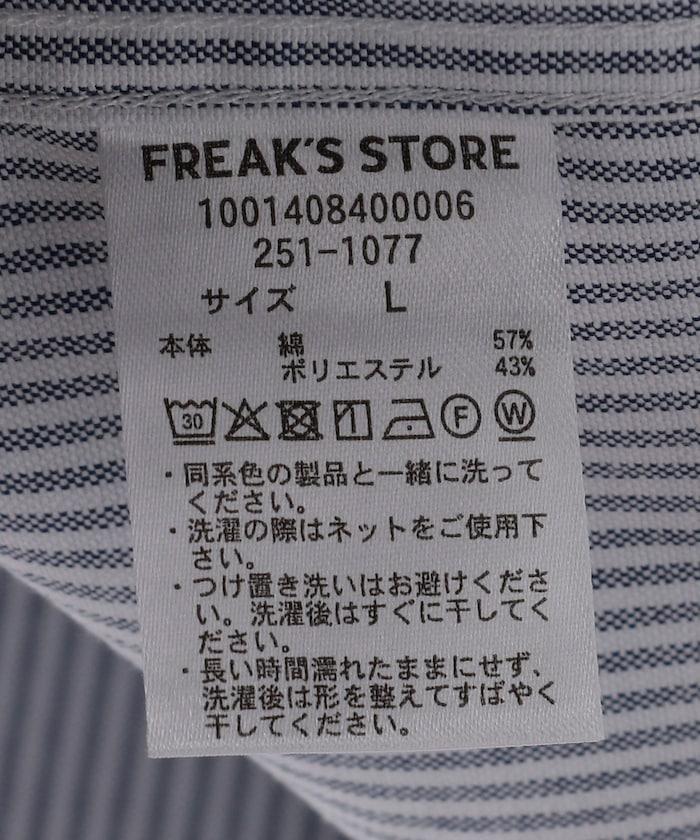 FREAK'S STORE
1001408400006
251-1077
サイズ L
本体 綿 57%
ポリエステル 43%
30 F W
・同系色の製品と一緒に洗って
ください。
・洗濯の際はネットをご使用下
さい。
・つけ置き洗いはお避けくださ
い。洗濯後はすぐに干してく
ださい。
・長い時間濡れたままにせず、
洗濯後は形を整えてすばやく
干してください。